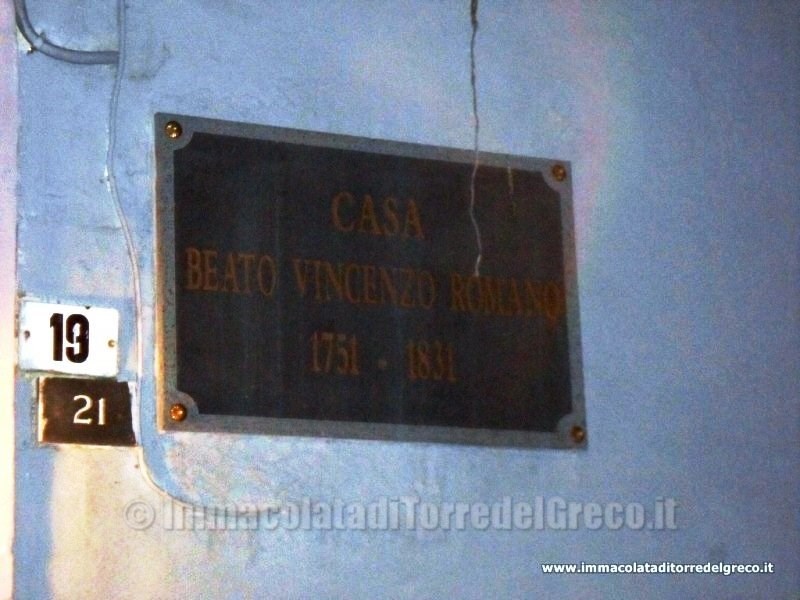 CASA
BEATO VINCENZO ROMANO
1751 - 1831
19
21
© ImmacolatadiTorredelGreco.it
www.immacolataditorredelgreco.it